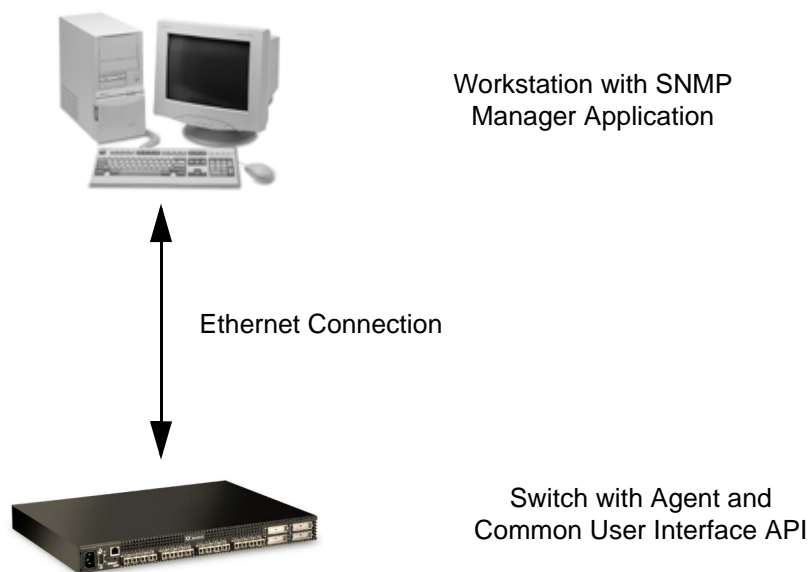 Workstation with SNMP
Manager Application
Ethernet Connection
Switch with Agent and
Common User Interface API